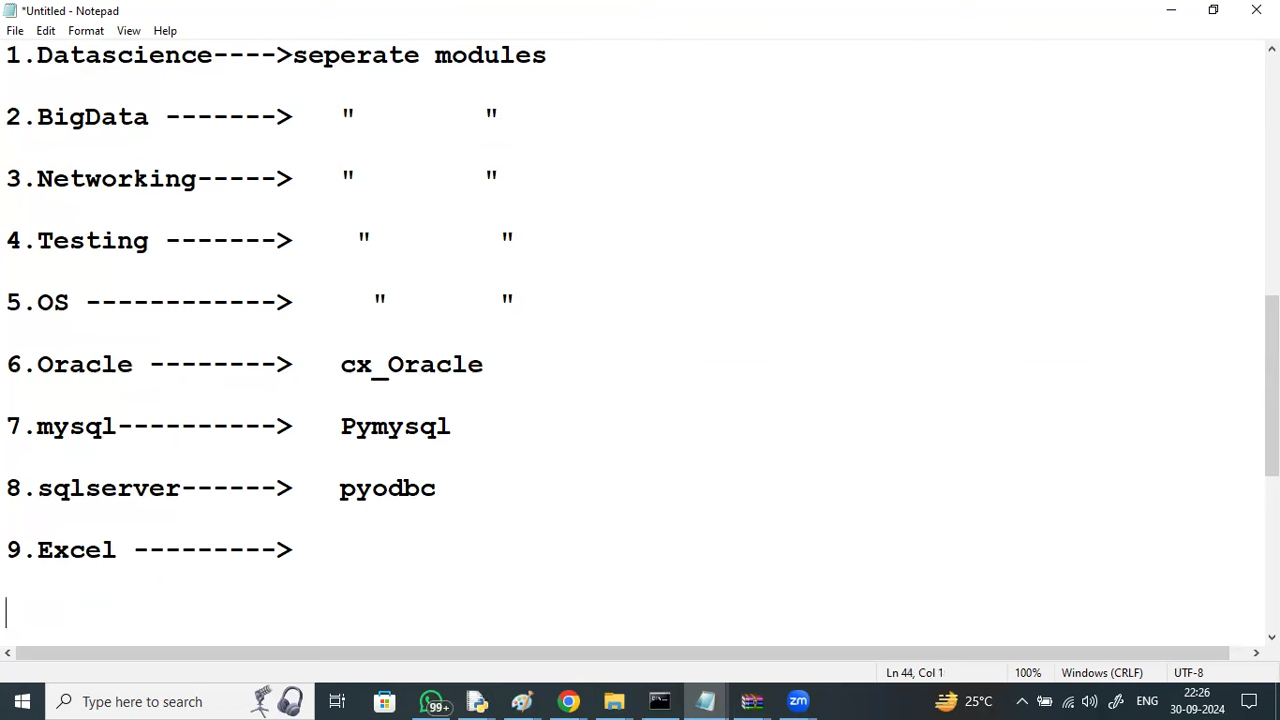 *Untitled - Notepad
File Edit Format View Help
1.Datascience---->seperate modules
2.BigData -------> " "
3.Networking-----> " "
4.Testing -------> " "
5.OS ------------> " "
6.Oracle --------> cx_Oracle
7.mysql----------> Pymysql
8.sqlserver------> pyodbc
9.Excel --------->
Ln 44, Col 1 100% Windows (CRLF) UTF-8
Type here to search 99+ zm 25°C ENG 22:26
30-09-2024